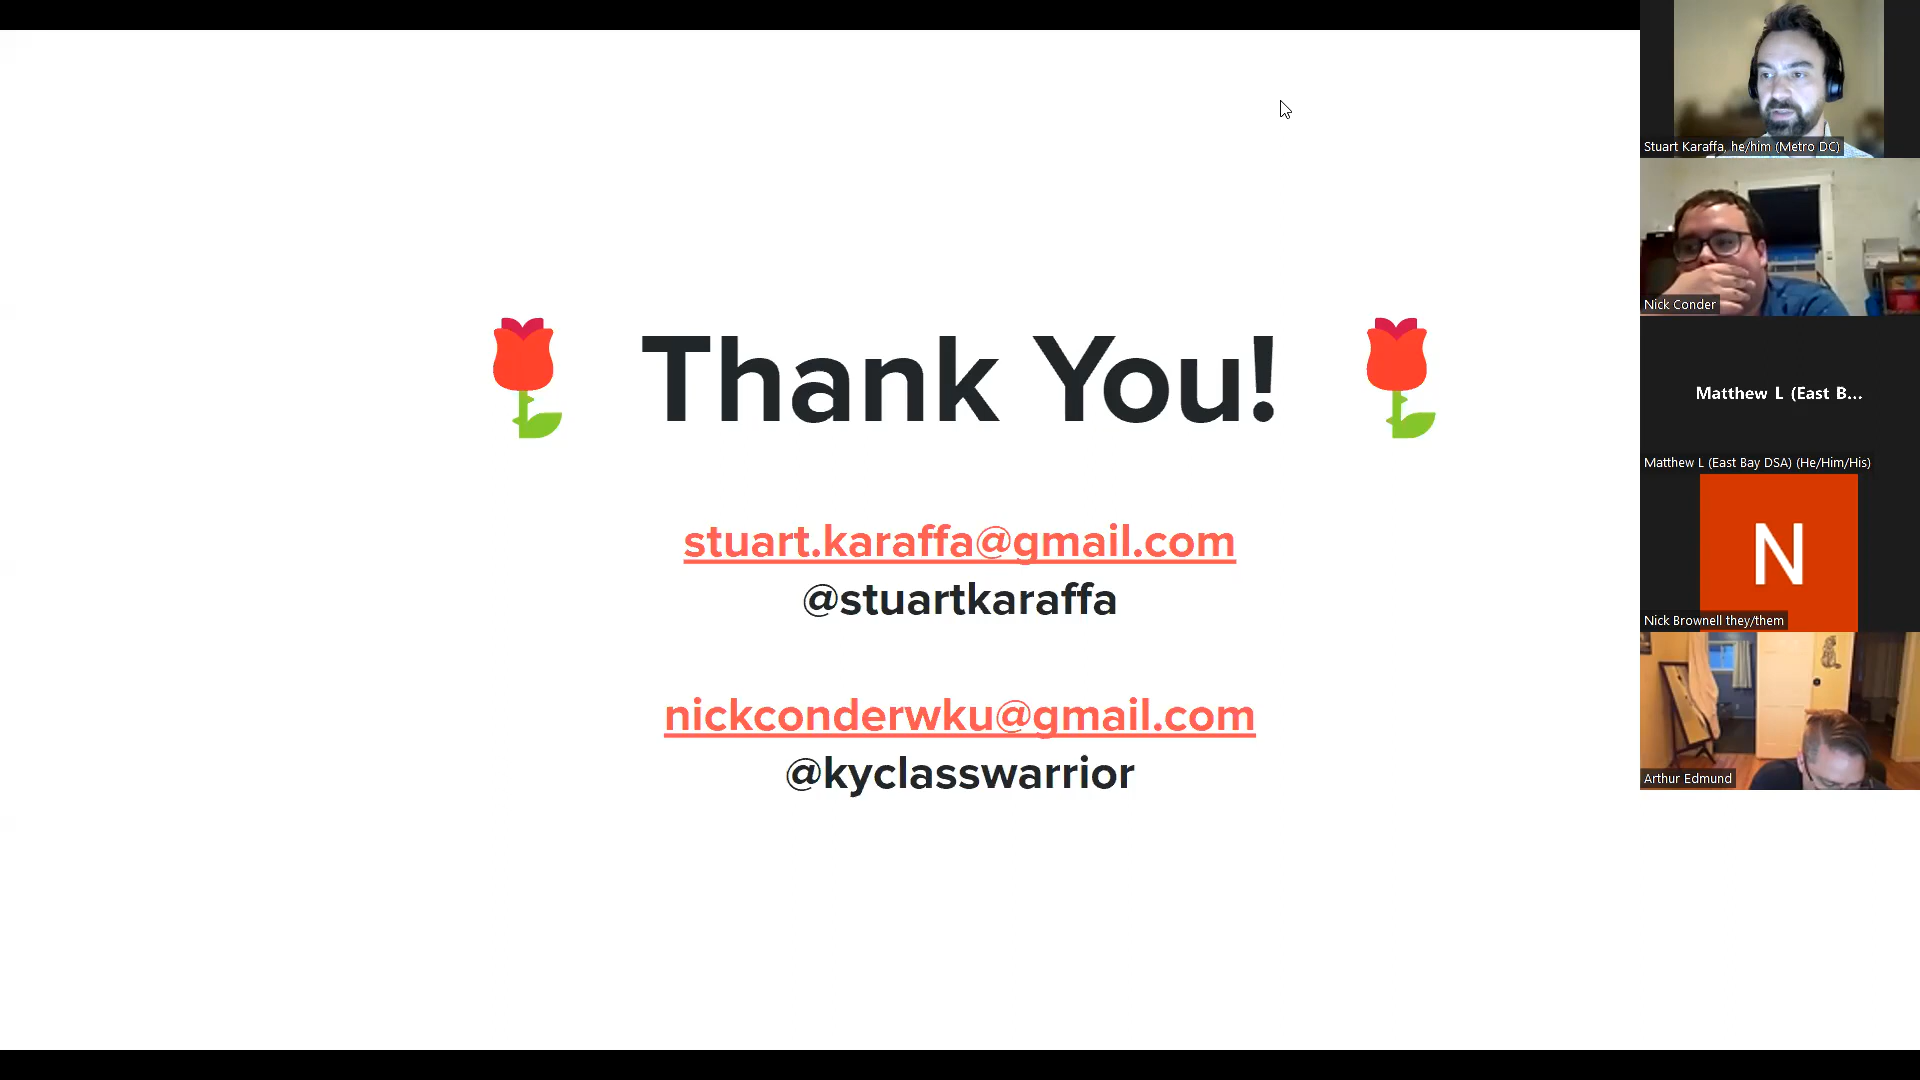 Thank You!
stuart.karaffa@gmail.com
@stuartkaraffa
nickconderwku@gmail.com
@kyclasswarrior
Stuart Karaffa, he/him (Metro DC)
Nick Conder
Matthew L (East B...
Matthew L (East Bay DSA) (He/Him/His)
N
Nick Brownell they/them
Arthur Edmund